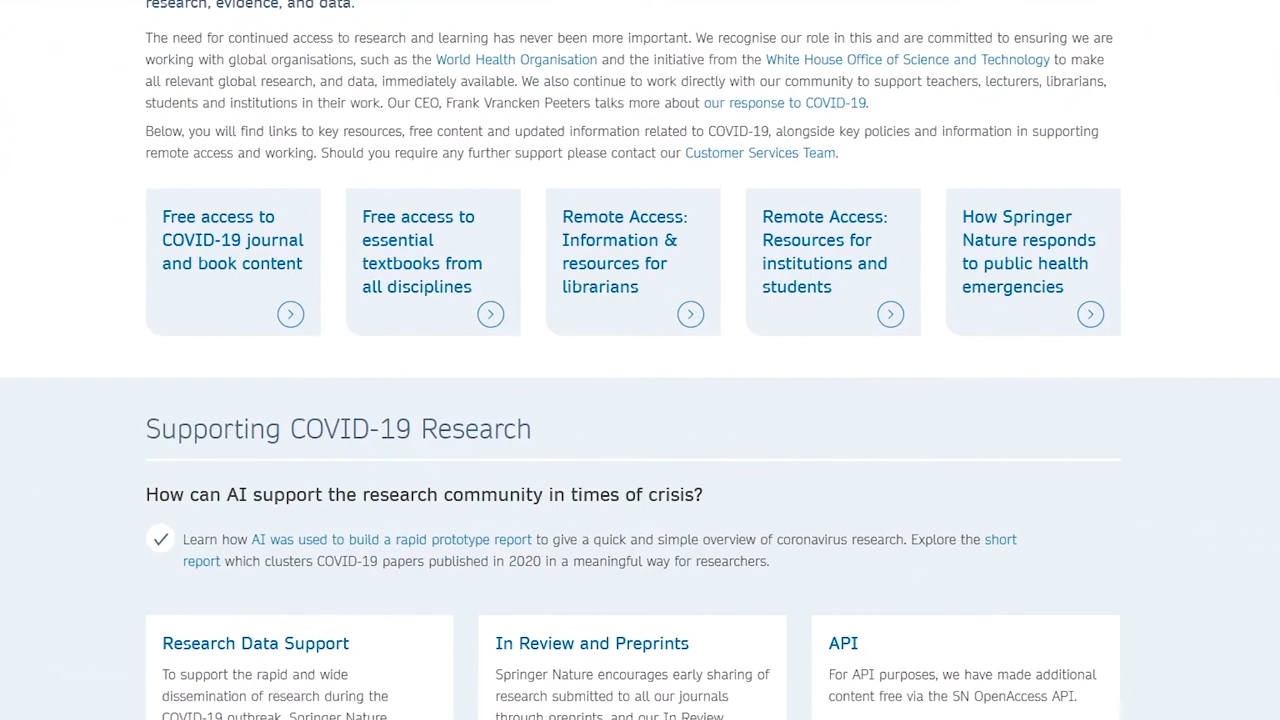 research, evidence, and data.
The need for continued access to research and learning has never been more important. We recognise our role in this and are committed to ensuring we are
working with global organisations, such as the World Health Organisation and the initiative from the White House Office of Science and Technology to make
all relevant global research, and data, immediately available. We also continue to work directly with our community to support teachers, lecturers, librarians,
students and institutions in their work. Our CEO, Frank Vrancken Peeters talks more about our response to COVID-19.
Below, you will find links to key resources, free content and updated information related to COVID-19, alongside key policies and information in supporting
remote access and working. Should you require any further support please contact our Customer Services Team.
Free access to
COVID-19 journal
and book content
Free access to
essential
textbooks from
all disciplines
Remote Access:
Information &
resources for
librarians
Remote Access:
Resources for
institutions and
students
How Springer
Nature responds
to public health
emergencies
Supporting COVID-19 Research
How can AI support the research community in times of crisis?
Learn how AI was used to build a rapid prototype report to give a quick and simple overview of coronavirus research. Explore the short
report which clusters COVID-19 papers published in 2020 in a meaningful way for researchers.
Research Data Support
To support the rapid and wide
dissemination of research during the
COVID-19 outbreak, Springer Nature
In Review and Preprints
Springer Nature encourages early sharing of
research submitted to all our journals
through preprints, and our In Review
API
For API purposes, we have made additional
content free via the SN OpenAccess API.